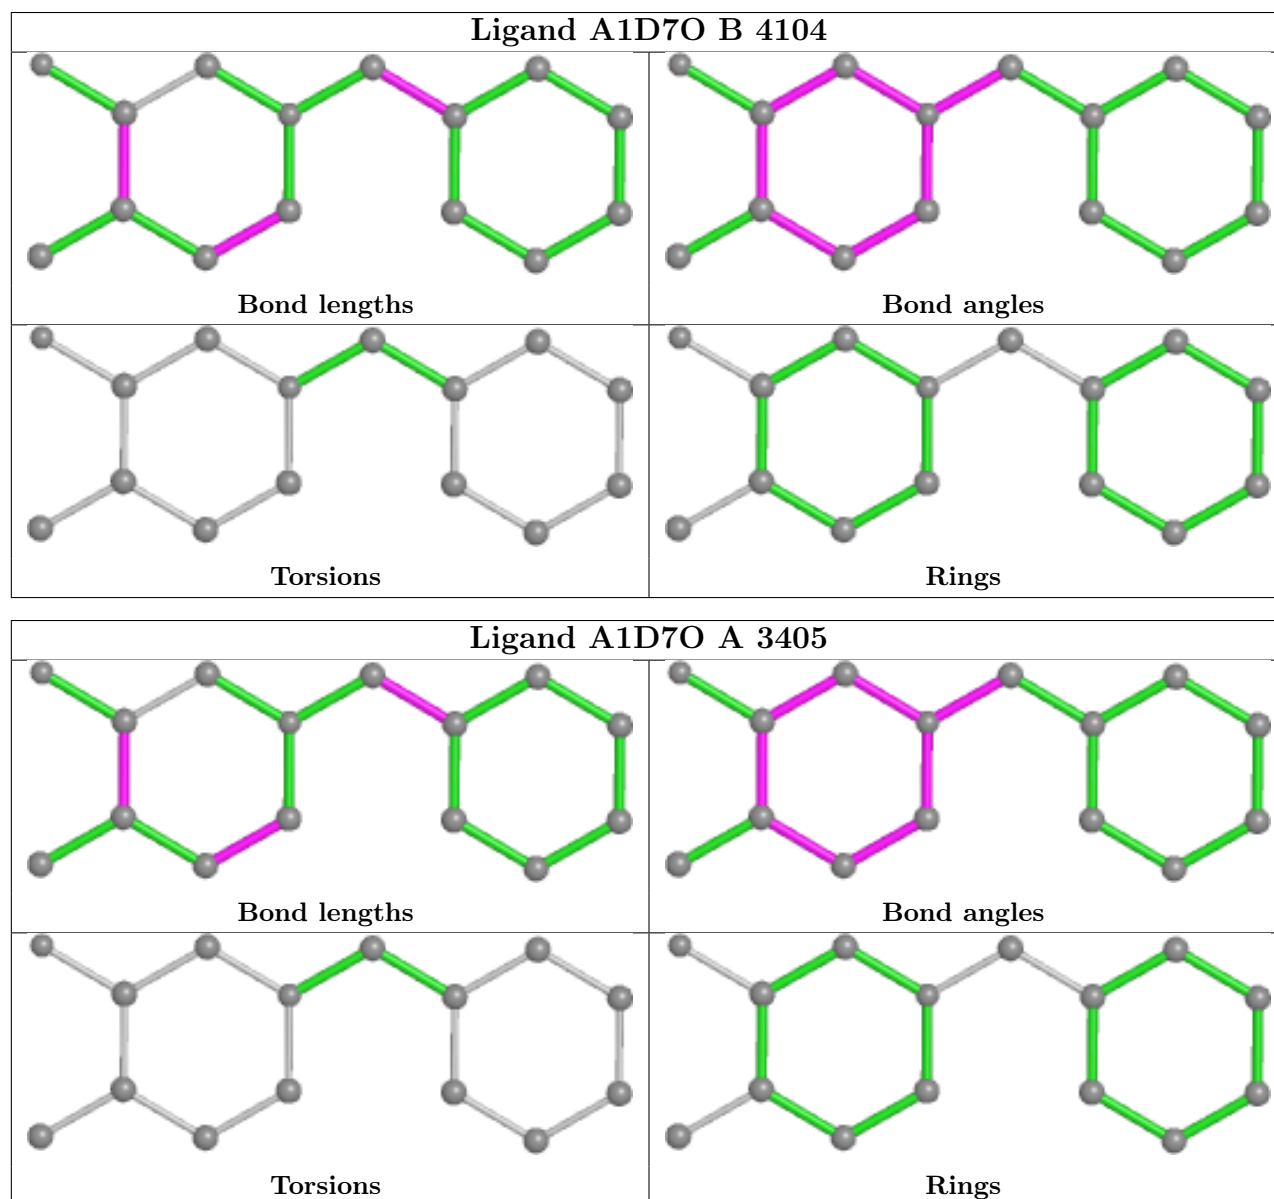 Ligand A1D7O B 4104
Bond lengths
Bond angles
Torsions
Rings
Ligand A1D7O A 3405
Bond lengths
Bond angles
Torsions
Rings